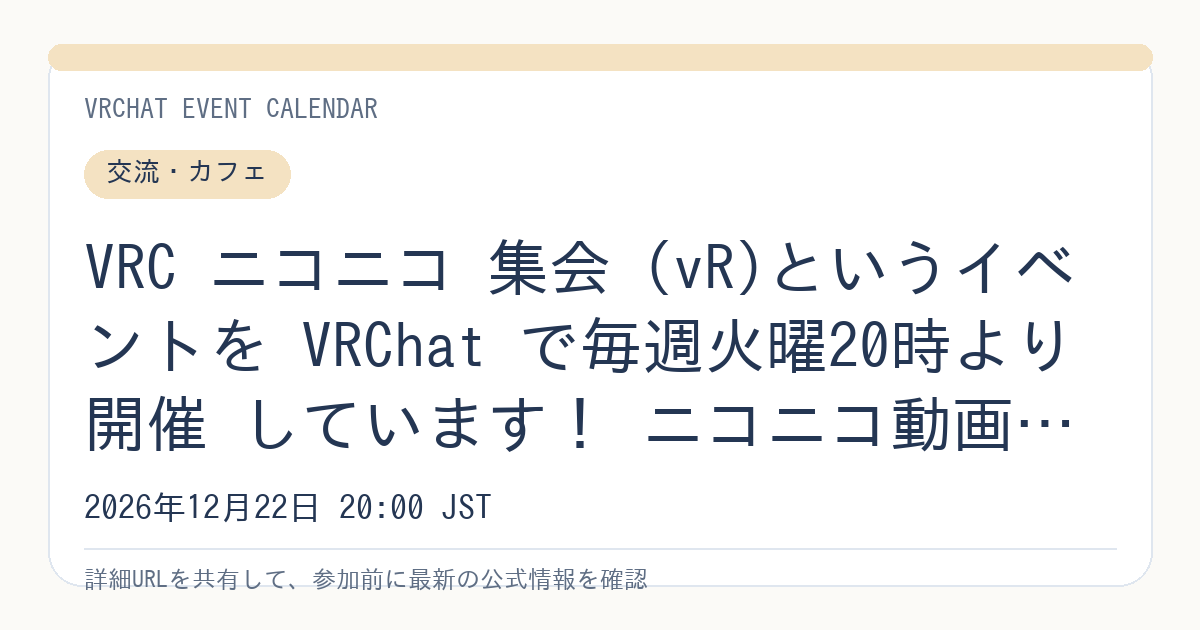 VRCHAT EVENT CALENDAR
交流・カフェ
VRC ニコニコ 集会 (vR)というイベ
ントを VRChat で毎週火曜20時より
開催 しています！ ニコニコ動画…
2026年12月22日 20:00 JST
詳細URLを共有して、参加前に最新の公式情報を確認